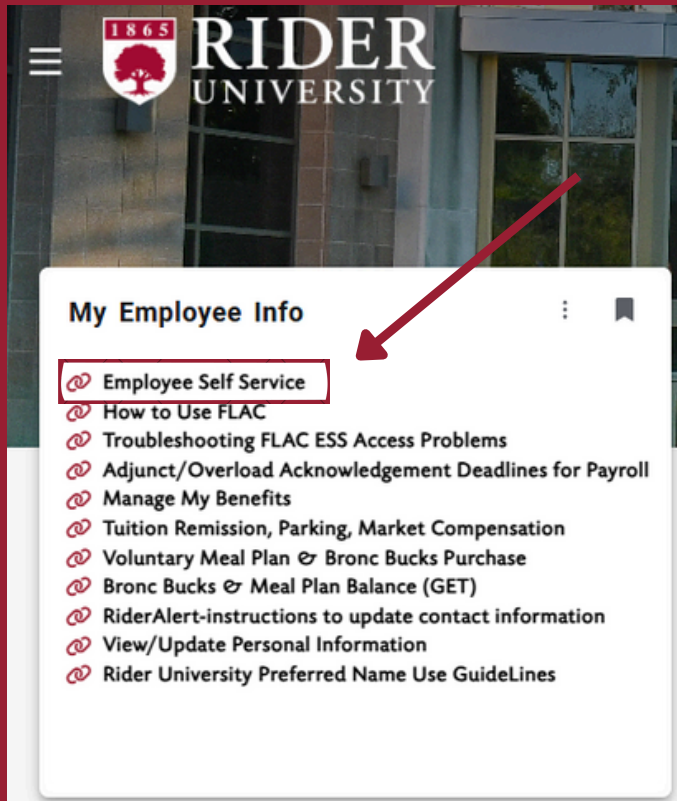 1865
RIDER
UNIVERSITY
My Employee Info
Employee Self Service
How to Use FLAC
Troubleshooting FLAC ESS Access Problems
Adjunct/Overload Acknowledgement Deadlines for Payroll
Manage My Benefits
Tuition Remission, Parking, Market Compensation
Voluntary Meal Plan & Bronc Bucks Purchase
Bronc Bucks & Meal Plan Balance (GET)
RiderAlert-instructions to update contact information
View/Update Personal Information
Rider University Preferred Name Use GuideLines